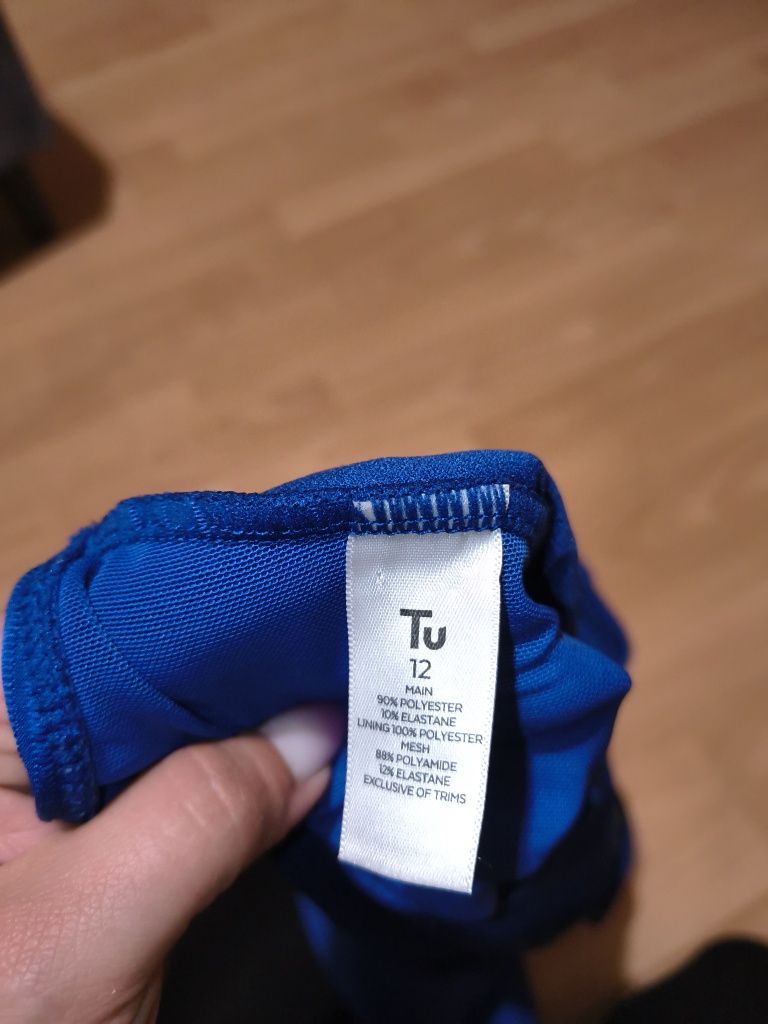 Tu
12
MAIN
90% POLYESTER
10% ELASTANE
LINING 100% POLYESTER
MESH
88% POLYAMIDE
12% ELASTANE
EXCLUSIVE OF TRIMS